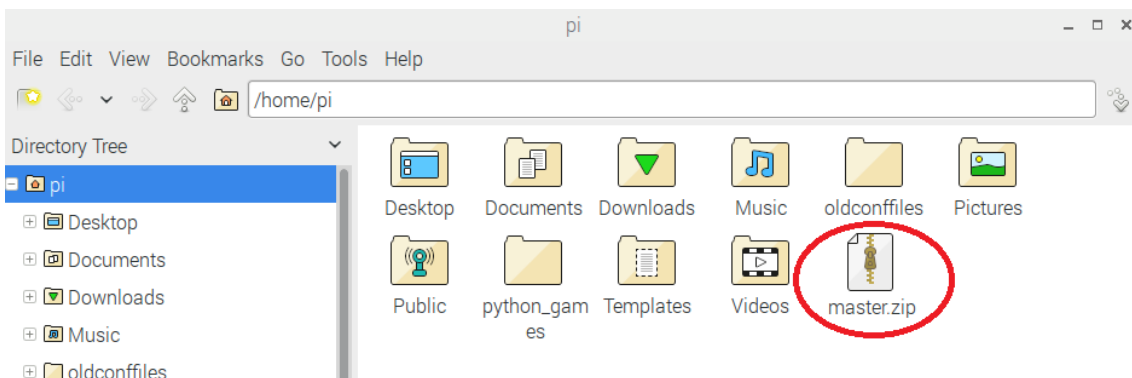 pi
File Edit View Bookmarks Go Tools Help
/home/pi
Directory Tree
pi
Desktop
Documents
Downloads
Music
oldconffiles
Desktop Documents Downloads Music oldconffiles Pictures
Public python_gam Templates Videos master.zip
es